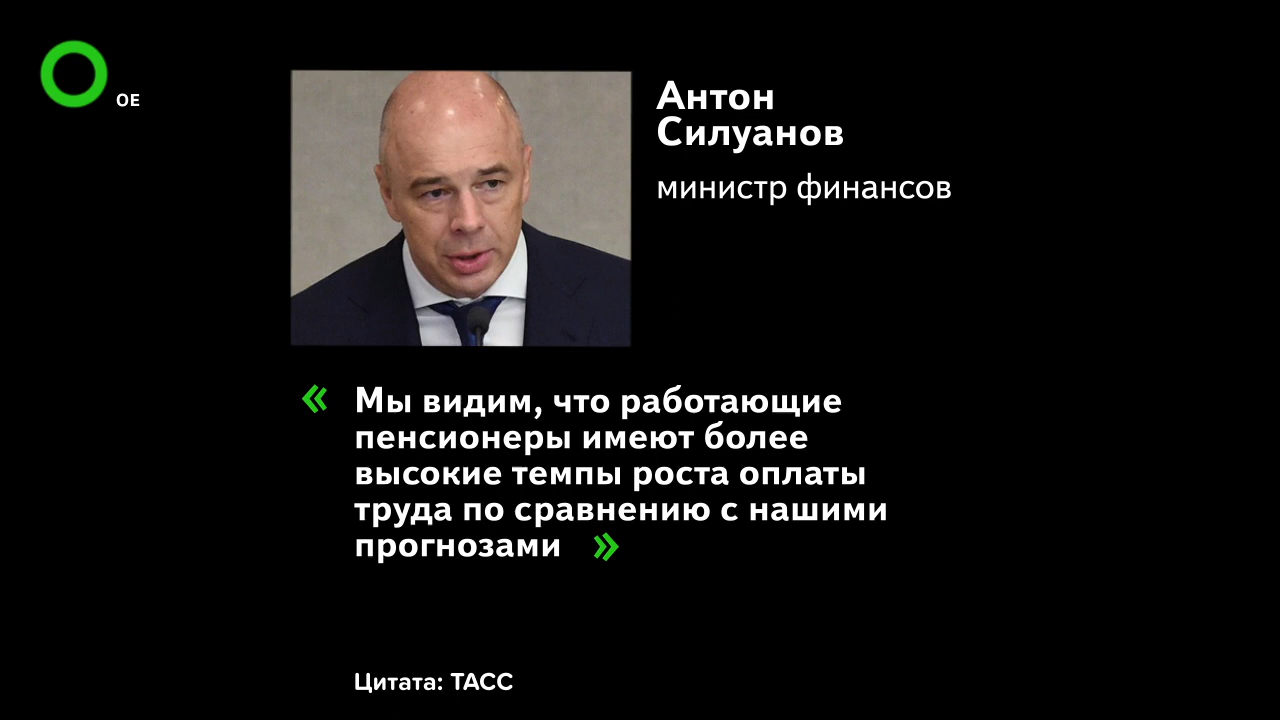 ОЕ
Антон
Силуанов
министр финансов
« Мы видим, что работающие
пенсионеры имеют более
высокие темпы роста оплаты
труда по сравнению с нашими
прогнозами »
Цитата: ТАСС